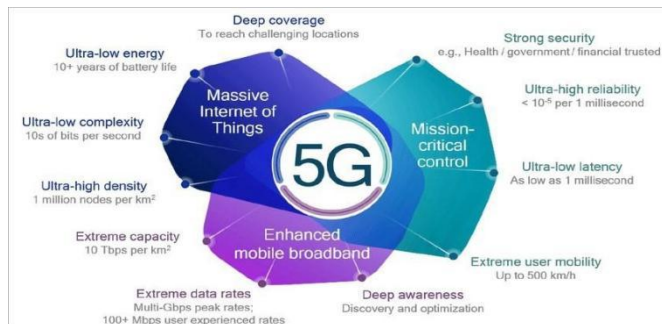 Deep coverage
To reach challenging locations
Ultra-low energy
10+ years of battery life
Ultra-low complexity
10s of bits per second
Ultra-high density
1 million nodes per km²
Extreme capacity
10 Tbps per km²
Extreme data rates
Multi-Gbps peak rates;
100+ Mbps user experienced rates
Deep awareness
Discovery and optimization
Extreme user mobility
Up to 500 km/h
Ultra-low latency
As low as 1 millisecond
Ultra-high reliability
< 10⁻⁵ per 1 millisecond
Strong security
e.g., Health / government / financial trusted
Massive
Internet of
Things
Mission-
critical
control
5G
Enhanced
mobile broadband